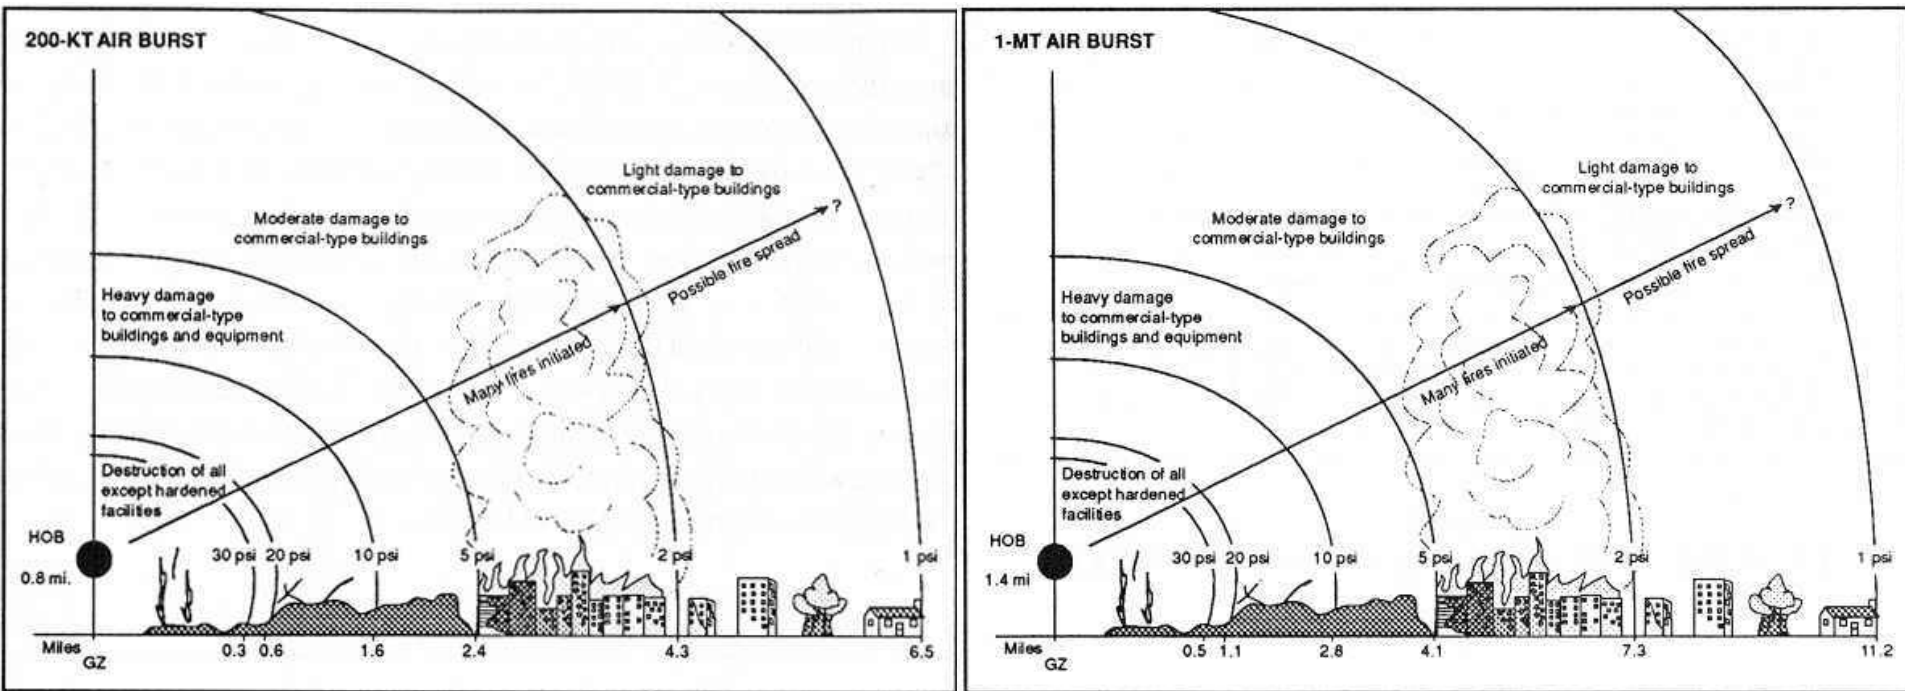 200-KT AIR BURST
Light damage to
commercial-type buildings
?
Moderate damage to
commercial-type buildings
Possible fire spread
Heavy damage
to commercial-type
buildings and equipment
Many fires initiated
Destruction of all
except hardened
facilities
HOB
0.8 mi.
30 psi 20 psi 10 psi 5 psi 2 psi 1 psi
Miles
GZ
0.3 0.6 1.6 2.4 4.3 6.5
1-MT AIR BURST
Light damage to
commercial-type buildings
?
Moderate damage to
commercial-type buildings
Possible fire spread
Heavy damage
to commercial-type
buildings and equipment
Many fires initiated
Destruction of all
except hardened
facilities
HOB
1.4 mi
30 psi 20 psi 10 psi 5 psi 2 psi 1 psi
Miles
GZ
0.5 1.1 2.8 4.1 7.3 11.2